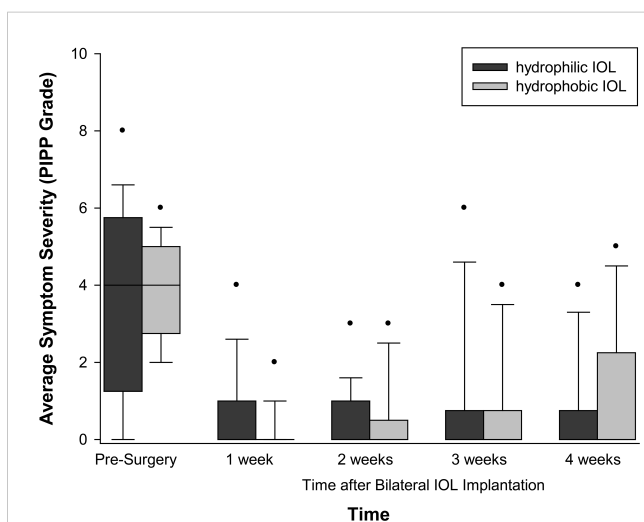 Average Symptom Severity (PIPP Grade)
10
8
6
4
2
0
hydrophilic IOL
hydrophobic IOL
Pre-Surgery 1 week 2 weeks 3 weeks 4 weeks
Time after Bilateral IOL Implantation
Time